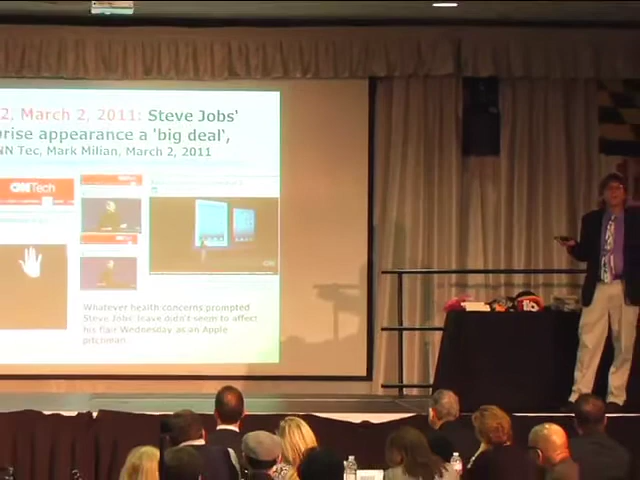 2, March 2, 2011: Steve Jobs'
rise appearance a 'big deal',
NN Tec, Mark Milian, March 2, 2011
CNNTech
CNN
Whatever health concerns prompted
Steve Jobs' leave didn't seem to affect
his flair Wednesday as an Apple
pitchman.